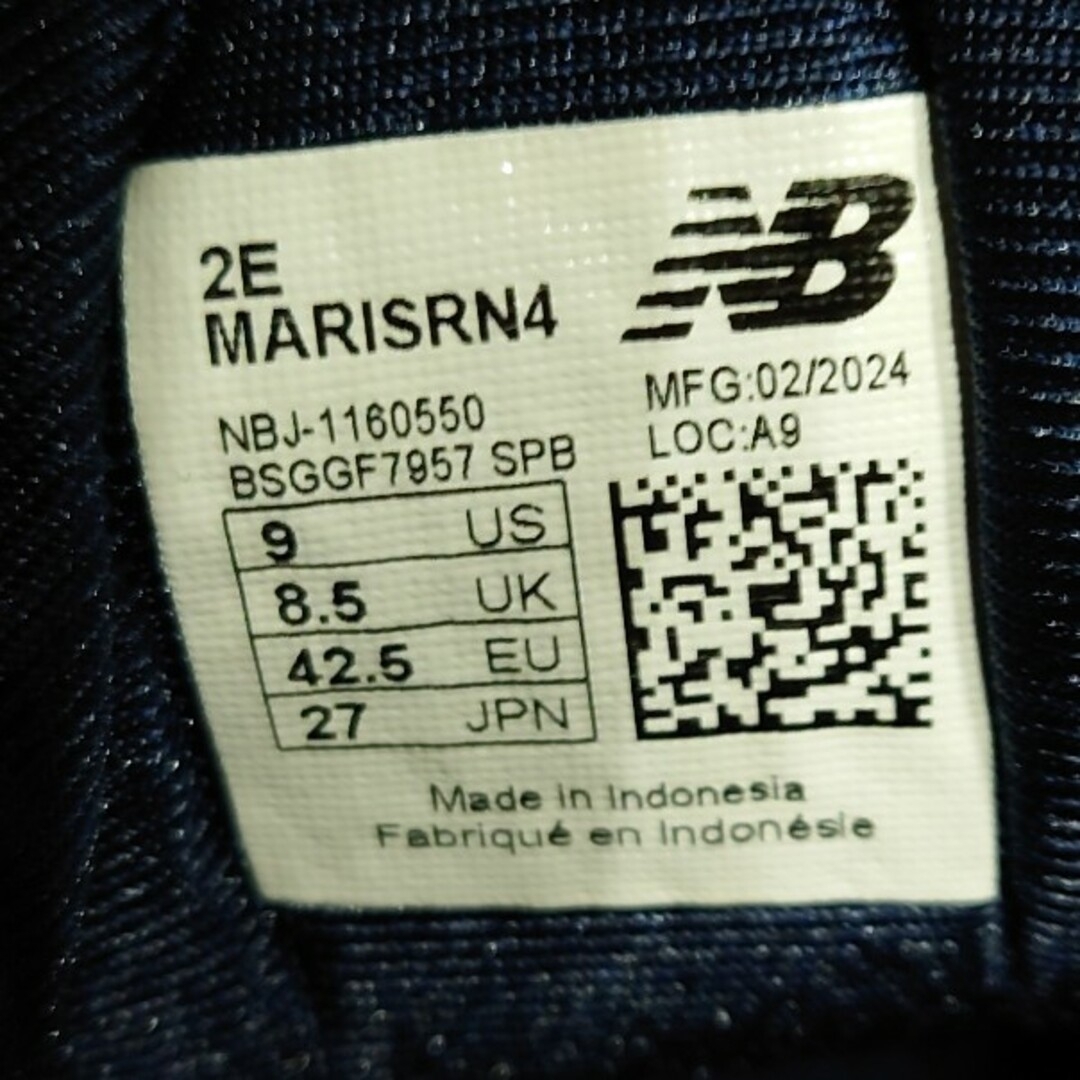 NB
2E
MARISRN4
MFG:02/2024
LOC:A9
NBJ-1160550
BSGGF7957 SPB
9 US
8.5 UK
42.5 EU
27 JPN
Made in Indonesia
Fabriqué en Indonésie